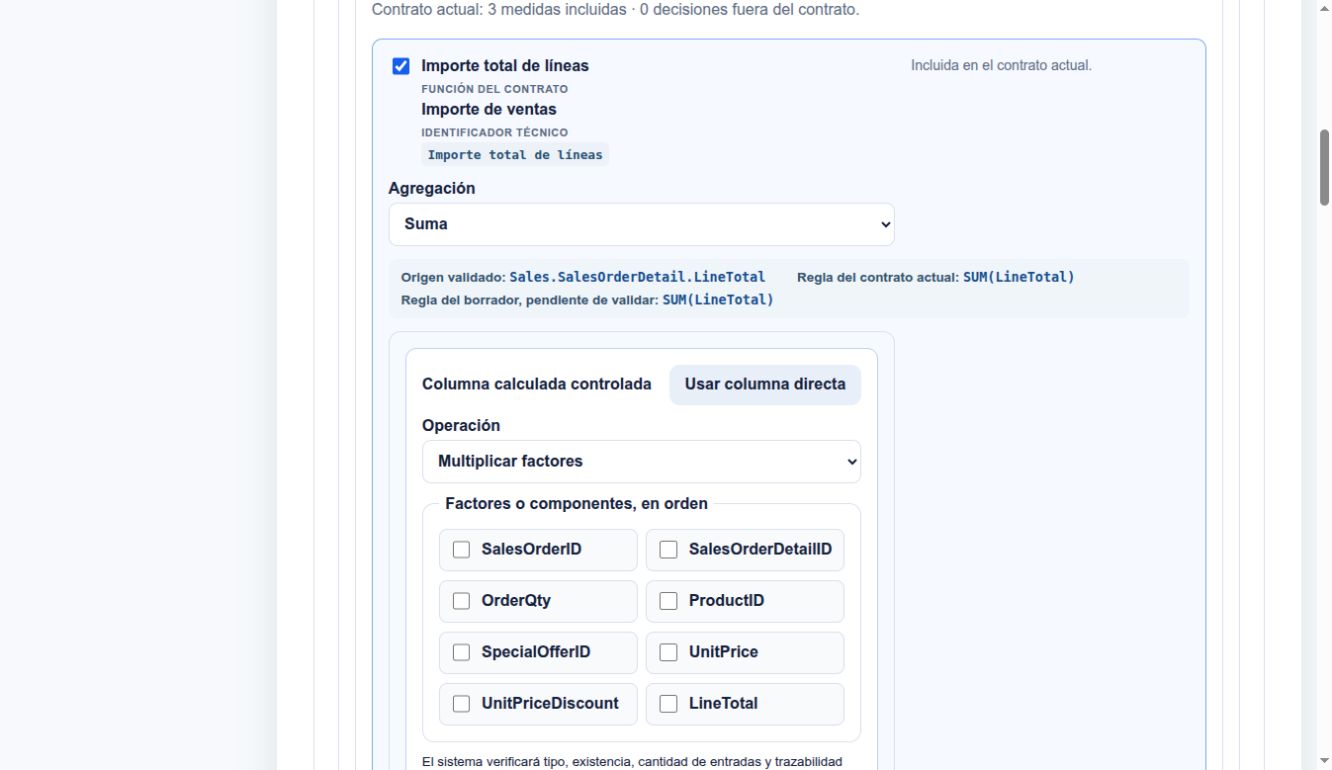 Contrato actual: 3 medidas incluidas · 0 decisiones fuera del contrato.
Importe total de líneas
Incluida en el contrato actual.
FUNCIÓN DEL CONTRATO
Importe de ventas
IDENTIFICADOR TÉCNICO
Importe total de líneas
Agregación
Suma
Origen validado: Sales.SalesOrderDetail.LineTotal Regla del contrato actual: SUM(LineTotal)
Regla del borrador, pendiente de validar: SUM(LineTotal)
Columna calculada controlada Usar columna directa
Operación
Multiplicar factores
Factores o componentes, en orden
SalesOrderID SalesOrderDetailID
OrderQty ProductID
SpecialOfferID UnitPrice
UnitPriceDiscount LineTotal
El sistema verificará tipo, existencia, cantidad de entradas y trazabilidad